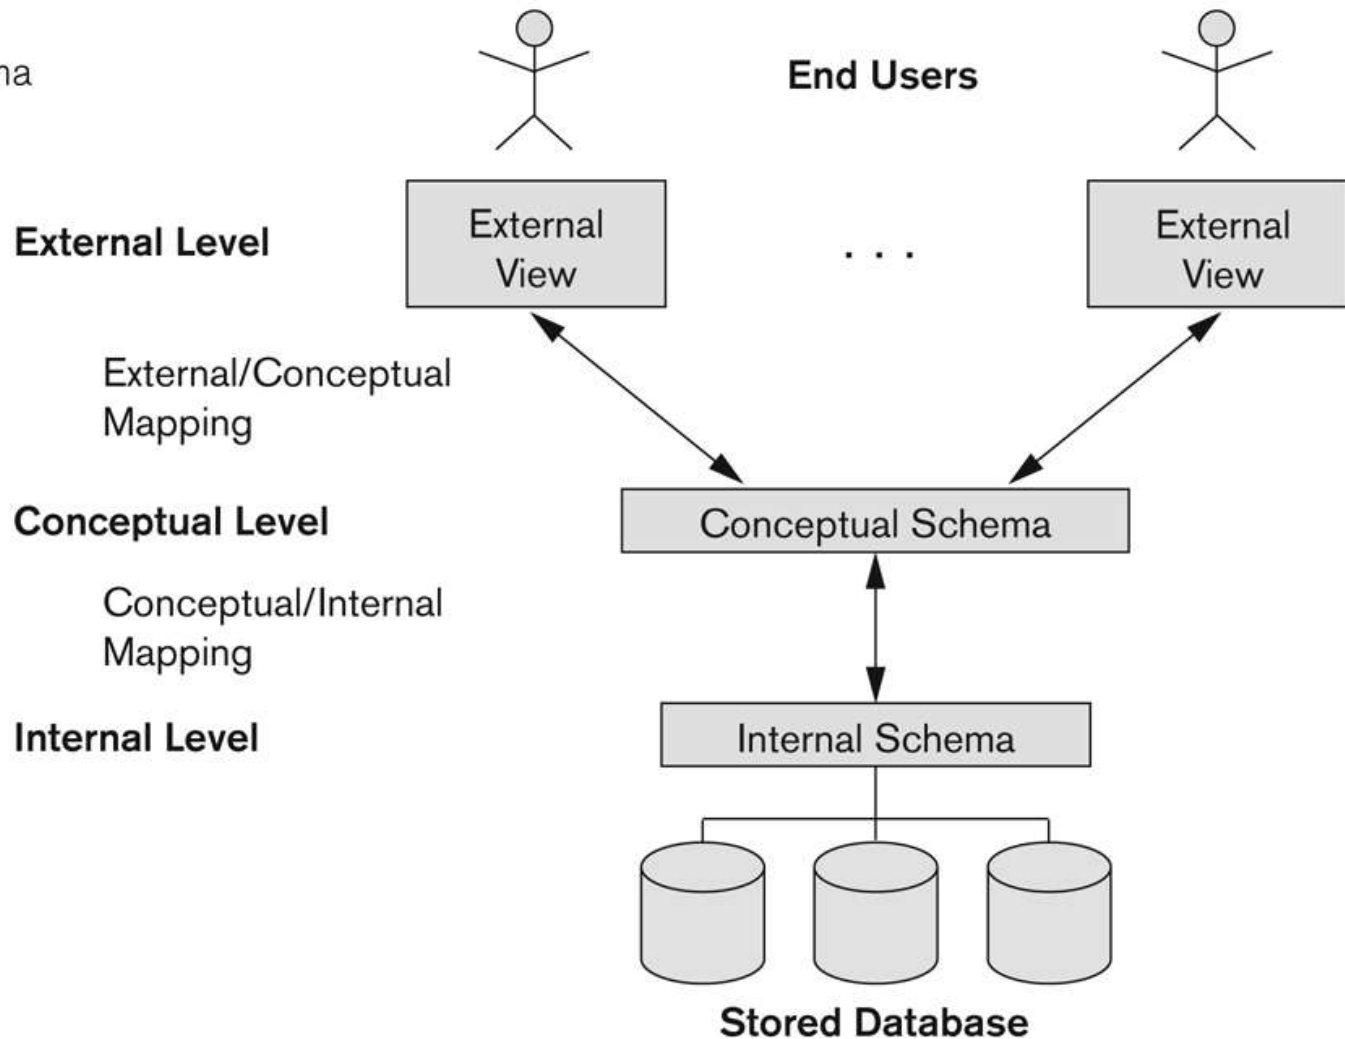 End Users
External Level
External
View
. . .
External
View
External/Conceptual
Mapping
Conceptual Level
Conceptual Schema
Conceptual/Internal
Mapping
Internal Level
Internal Schema
Stored Database